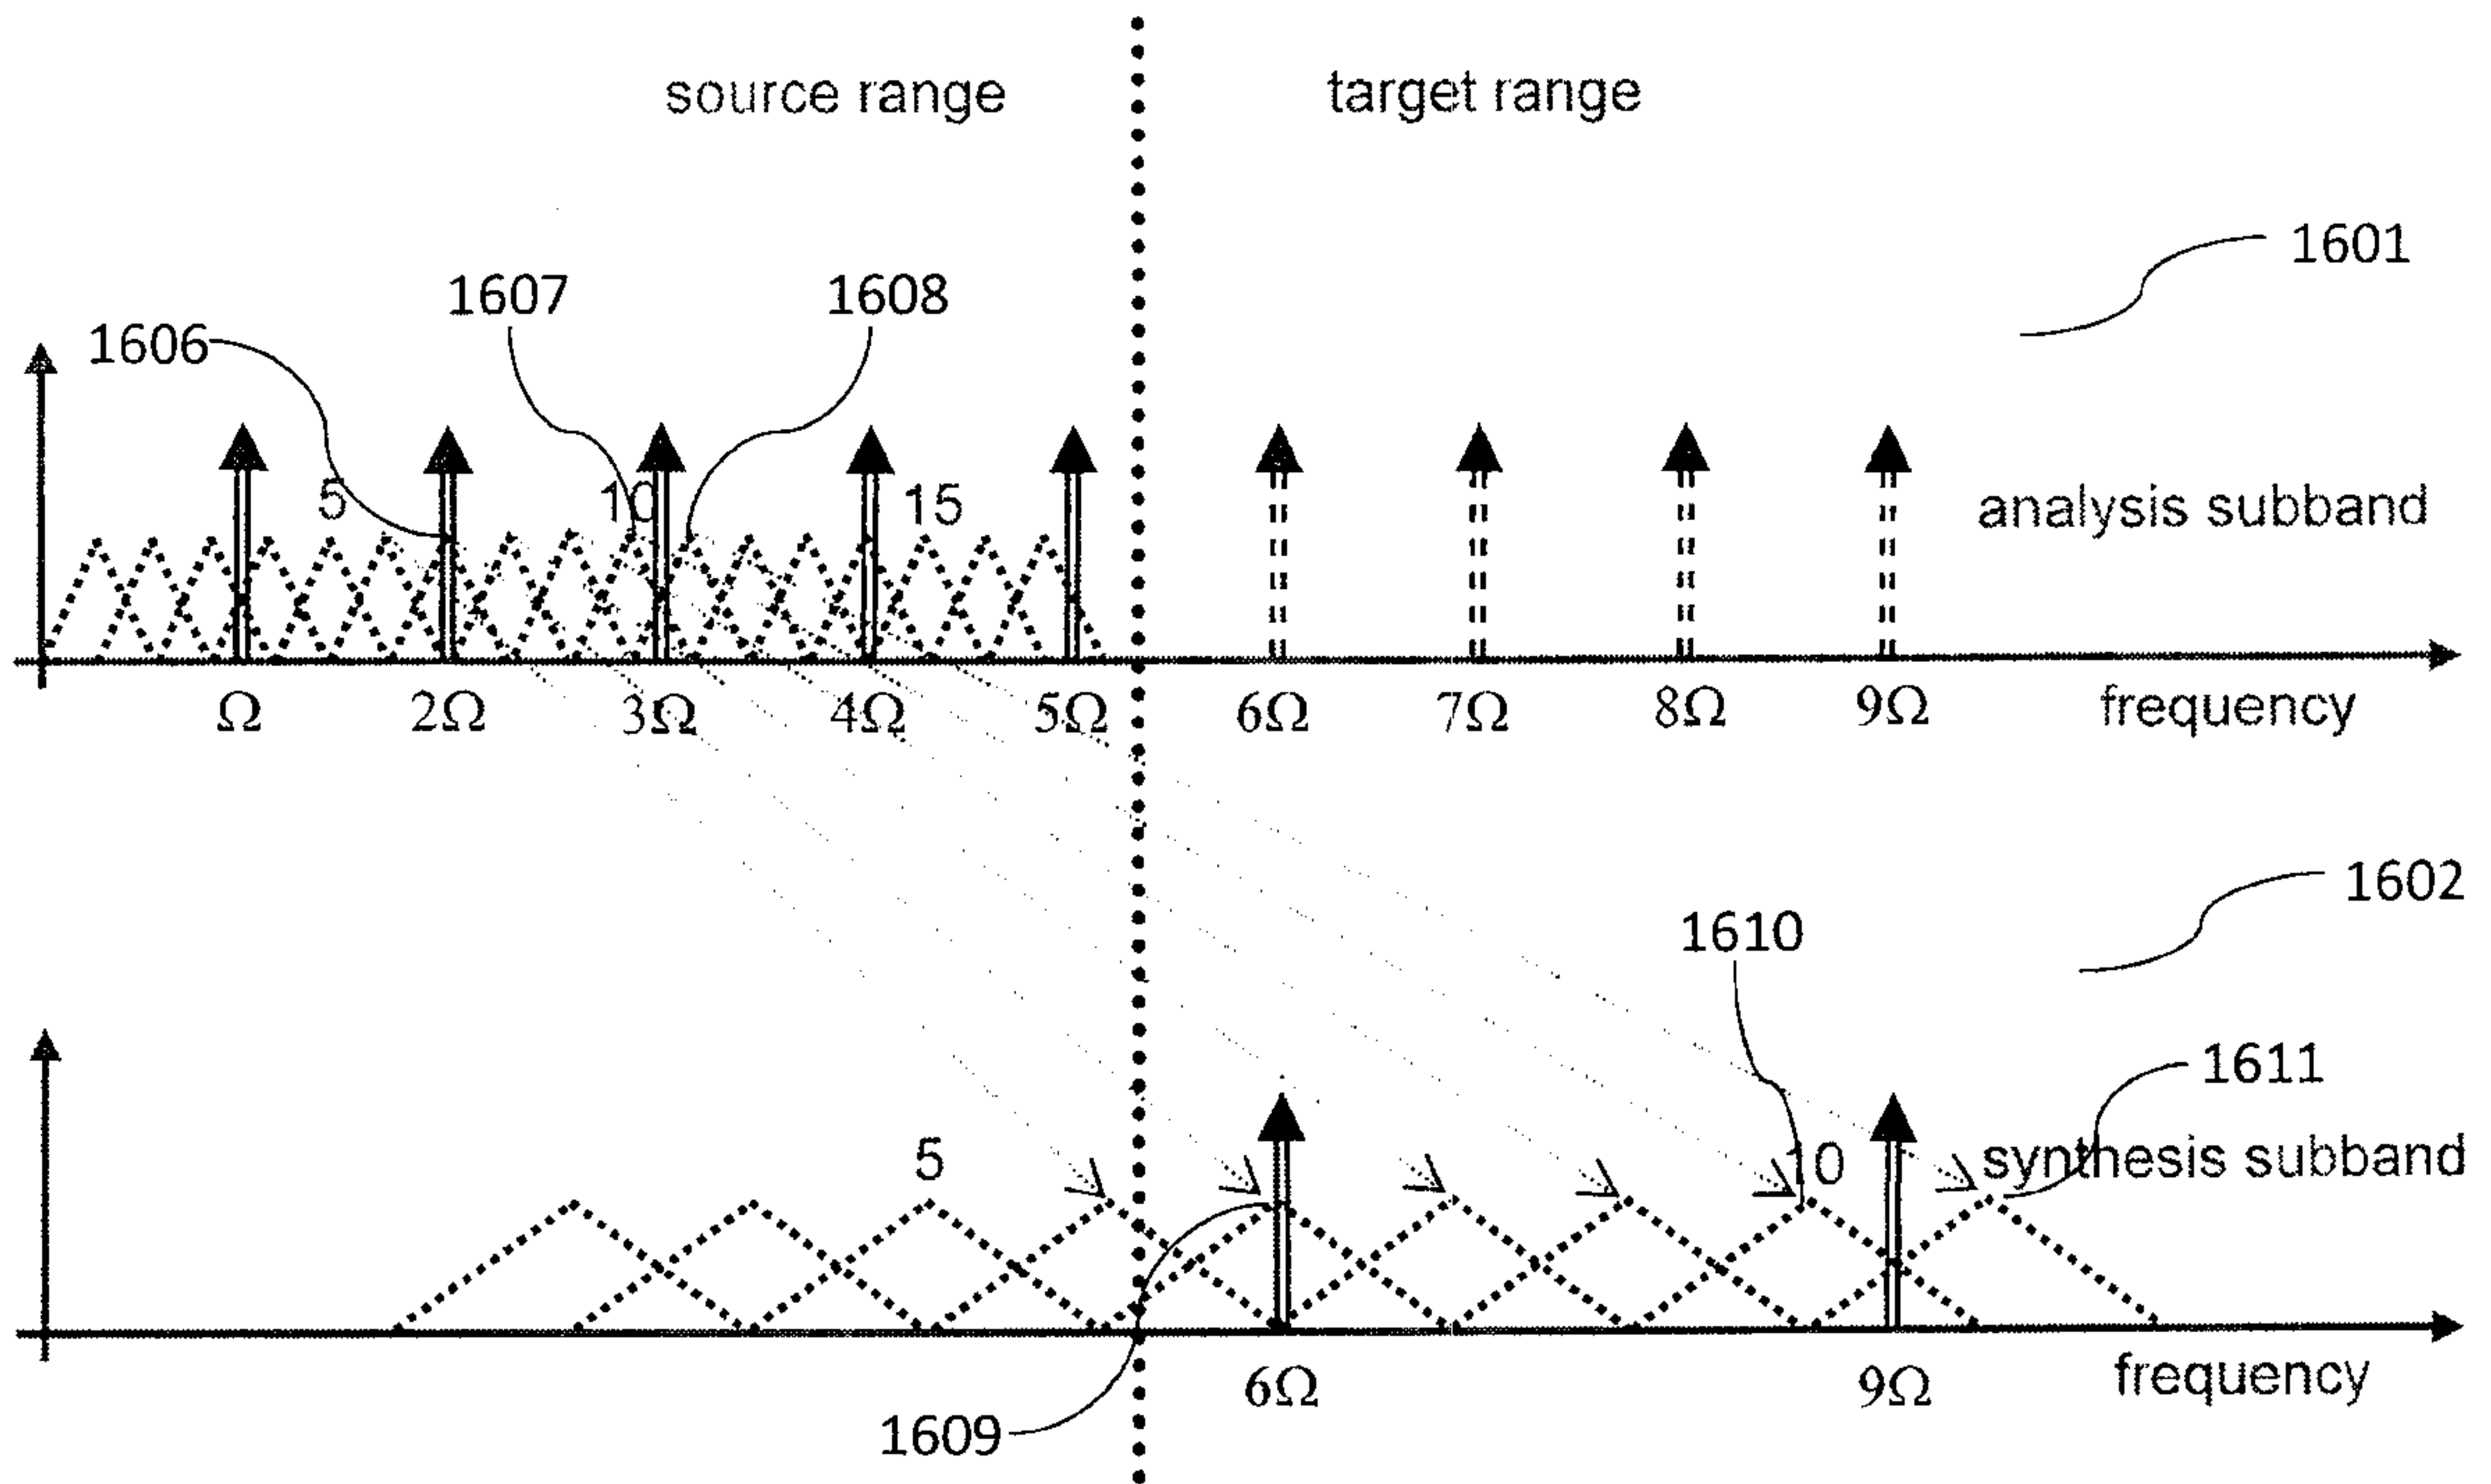 source range target range
1601
1607 1608
1606
5 10 15 analysis subband
Ω 2Ω 3Ω 4Ω 5Ω 6Ω 7Ω 8Ω 9Ω frequency
1602
1610
1611
5 10 synthesis subband
6Ω 9Ω frequency
1609